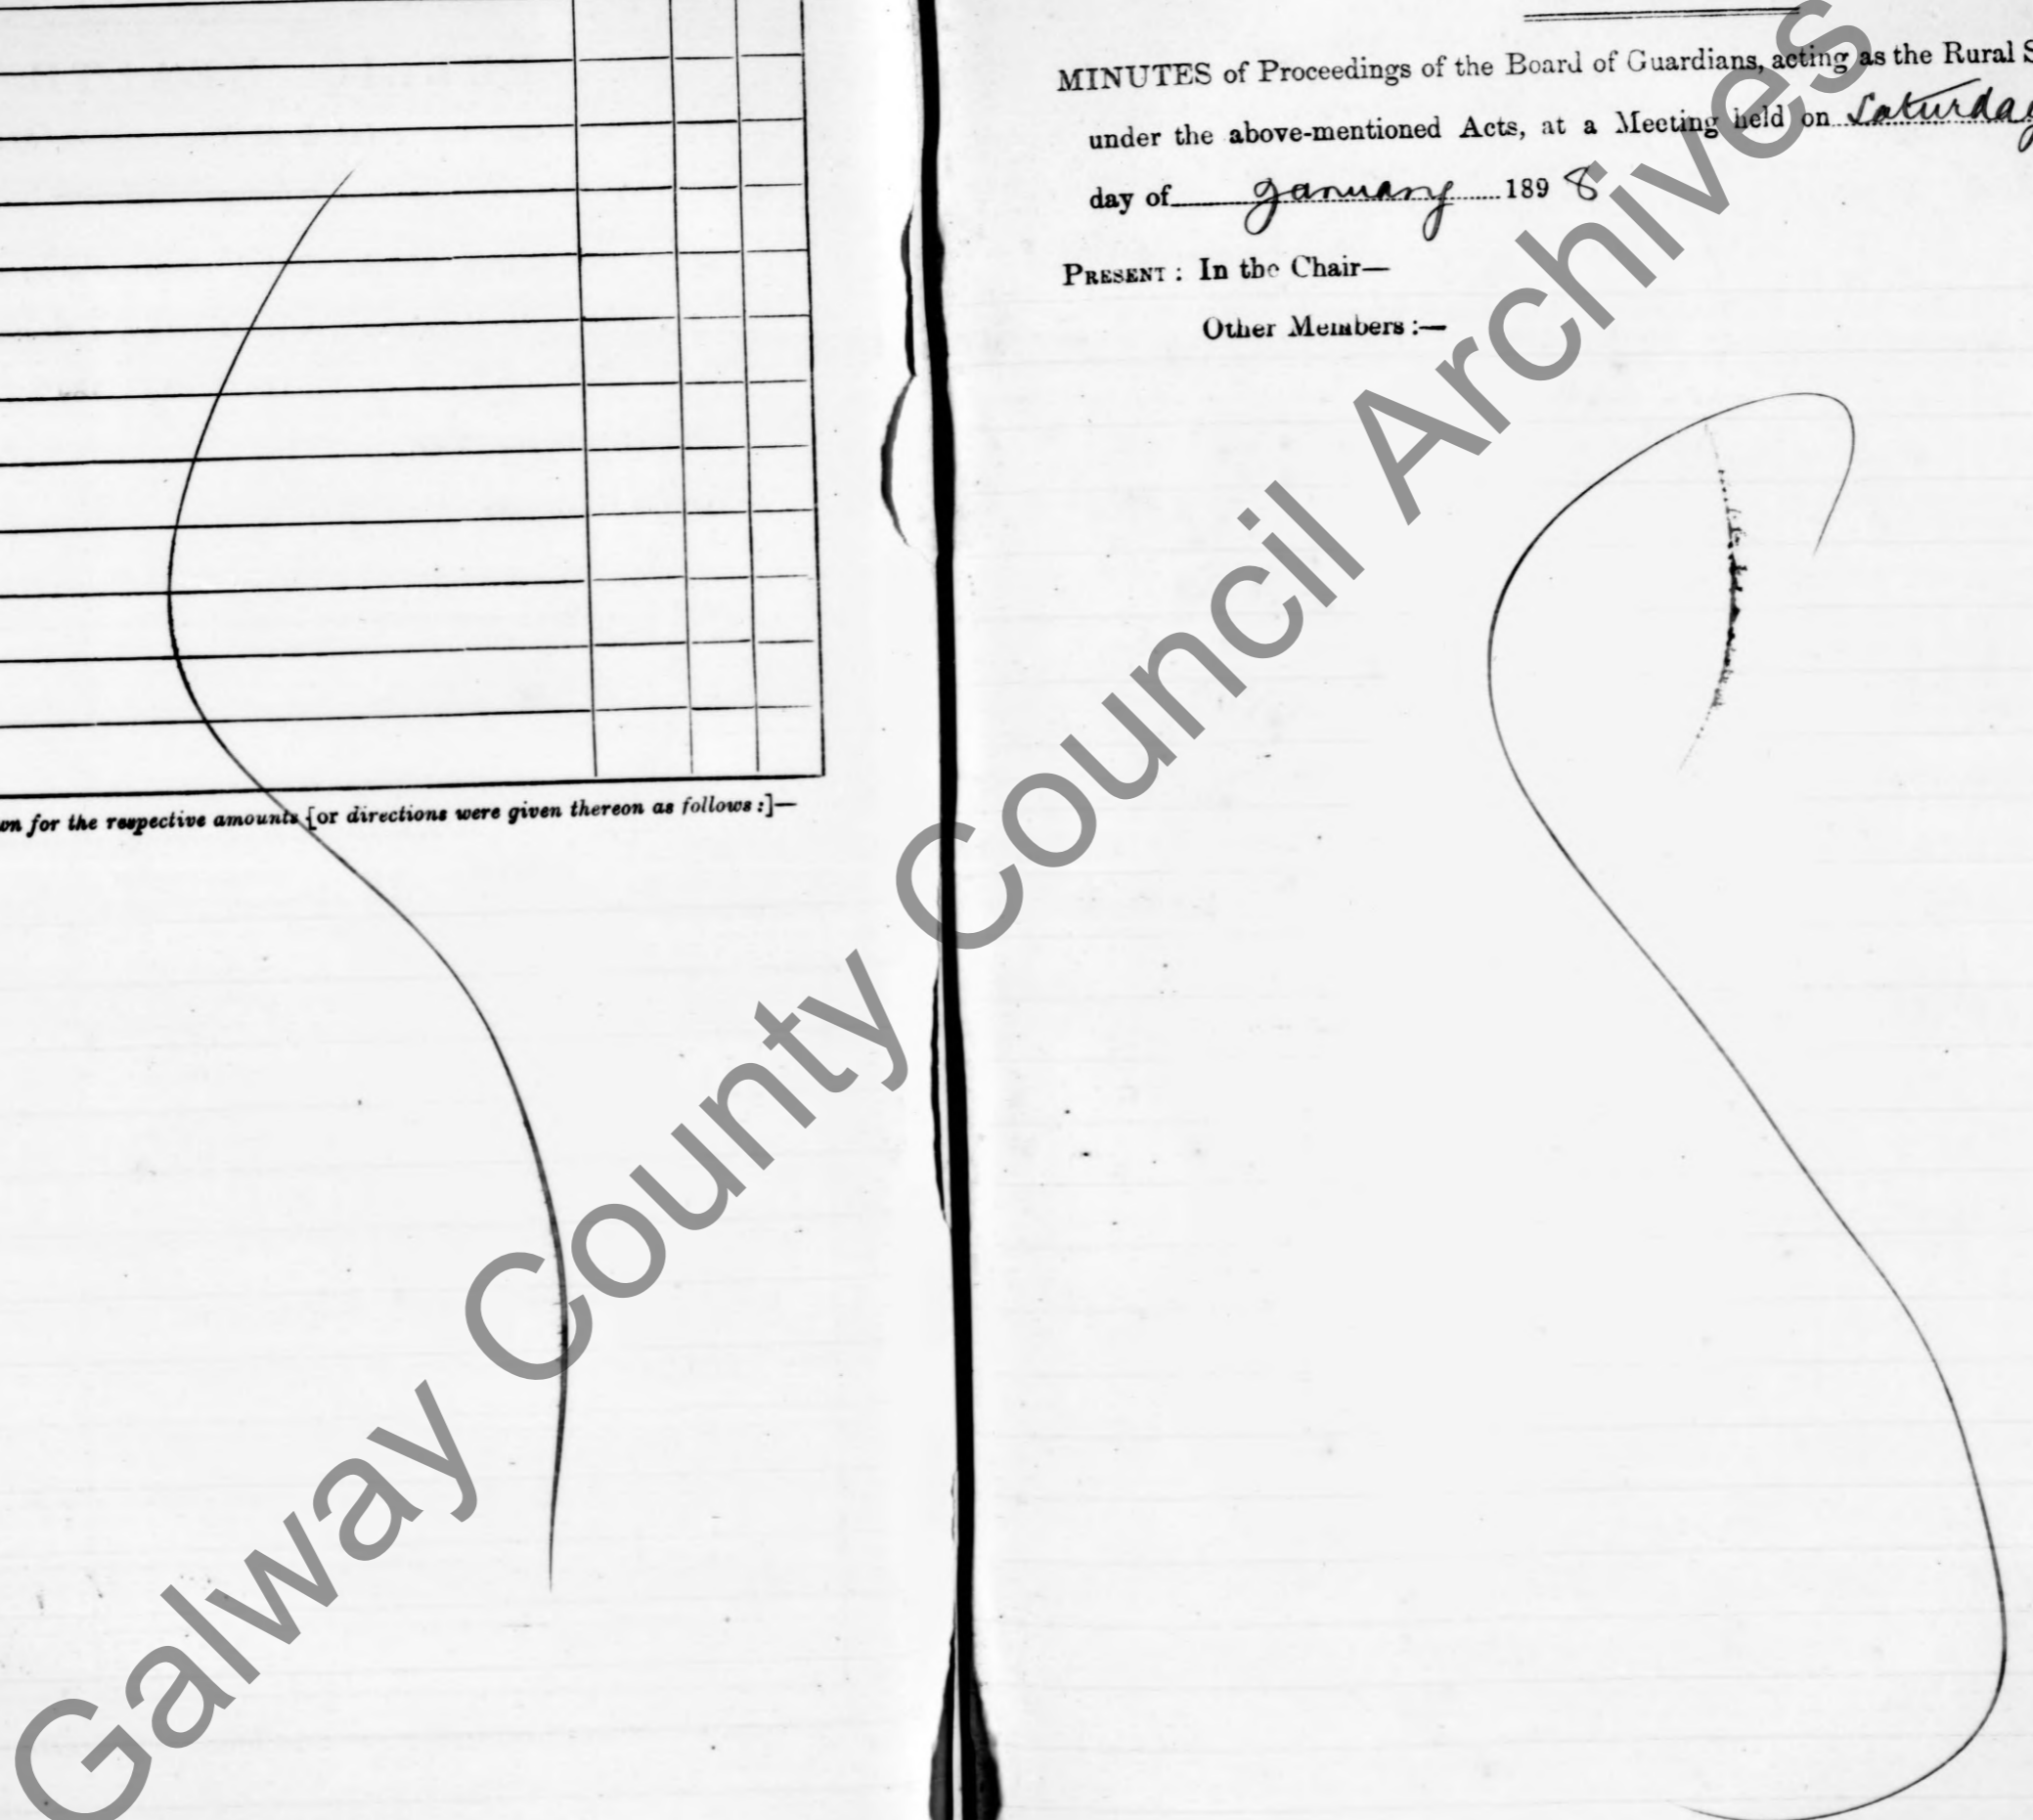 wn for the respective amounts [or directions were given thereon as follows :]—
MINUTES of Proceedings of the Board of Guardians, acting as the Rural S
under the above-mentioned Acts, at a Meeting held on Saturday
day of January 1898
PRESENT : In the Chair—
Other Members :—
Galway County Council Archives